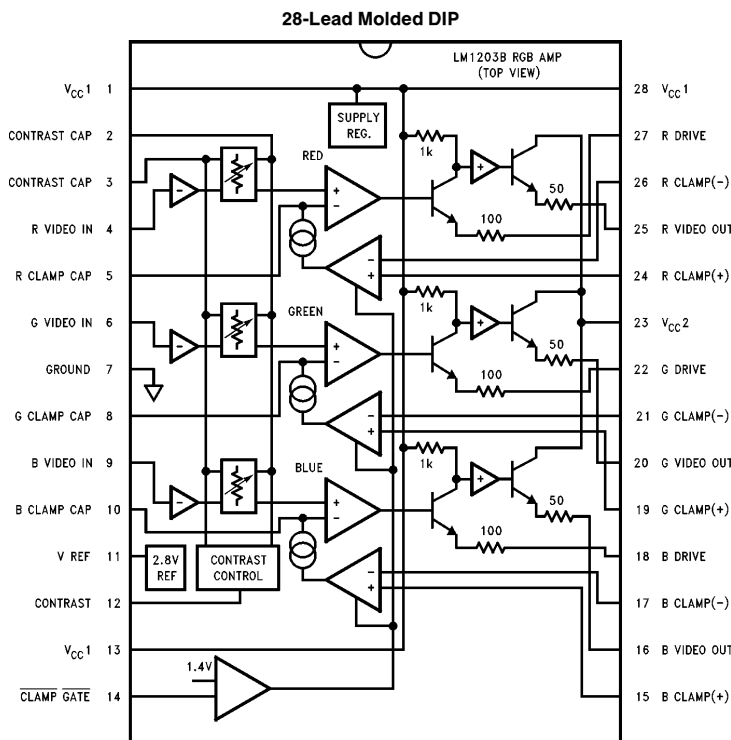 28-Lead Molded DIP
LM1203B RGB AMP
(TOP VIEW)
VCC1 1
28 VCC1
SUPPLY
REG.
CONTRAST CAP 2
27 R DRIVE
1k
RED
CONTRAST CAP 3
26 R CLAMP(-)
50
100
R VIDEO IN 4
25 R VIDEO OUT
R CLAMP CAP 5
24 R CLAMP(+)
1k
GREEN
G VIDEO IN 6
23 VCC2
50
GROUND 7
22 G DRIVE
100
G CLAMP CAP 8
21 G CLAMP(-)
B VIDEO IN 9
20 G VIDEO OUT
1k
BLUE
50
B CLAMP CAP 10
19 G CLAMP(+)
100
V REF 11
2.8V
REF
CONTRAST
CONTROL
18 B DRIVE
CONTRAST 12
17 B CLAMP(-)
VCC1 13
16 B VIDEO OUT
1.4V
CLAMP GATE 14
15 B CLAMP(+)